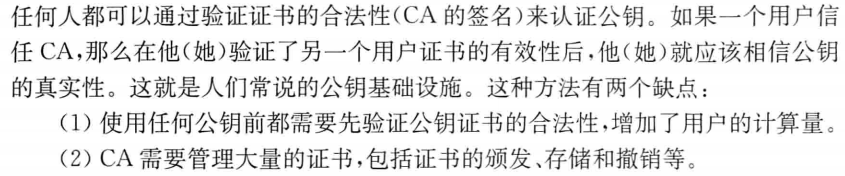 任何人都可以通过验证证书的合法性(CA 的签名)来认证公钥。如果一个用户信
任 CA,那么在他(她)验证了另一个用户证书的有效性后,他(她)就应该相信公钥
的真实性。这就是人们常说的公钥基础设施。这种方法有两个缺点:
(1) 使用任何公钥前都需要先验证公钥证书的合法性,增加了用户的计算量。
(2) CA 需要管理大量的证书,包括证书的颁发、存储和撤销等。